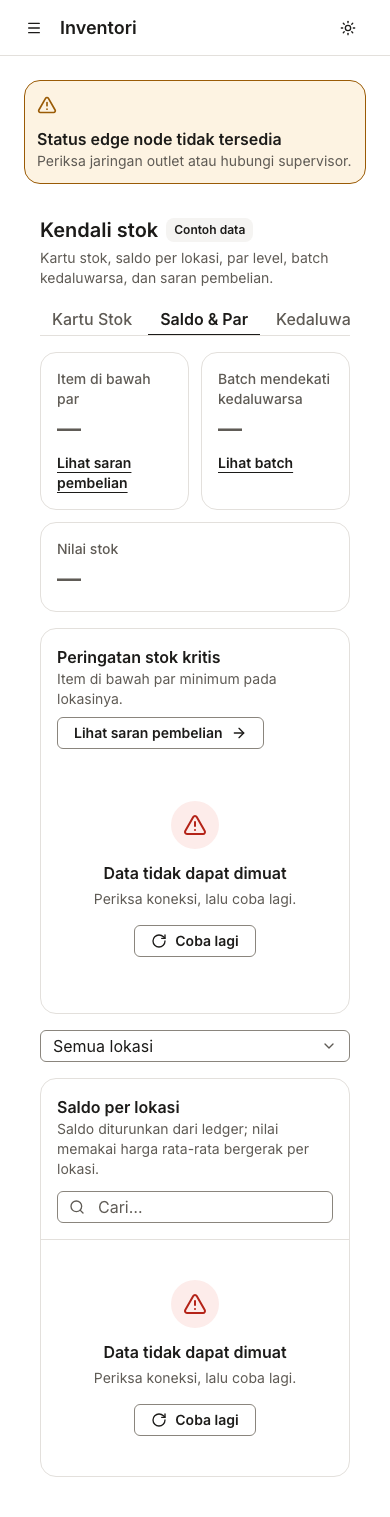 Inventori
Status edge node tidak tersedia
Periksa jaringan outlet atau hubungi supervisor.
Kendali stok
Contoh data
Kartu stok, saldo per lokasi, par level, batch
kedaluwarsa, dan saran pembelian.
Kartu Stok
Saldo & Par
Kedaluwa
Item di bawah
par
—
Lihat saran
pembelian
Batch mendekati
kedaluwarsa
—
Lihat batch
Nilai stok
—
Peringatan stok kritis
Item di bawah par minimum pada
lokasinya.
Lihat saran pembelian
Data tidak dapat dimuat
Periksa koneksi, lalu coba lagi.
Coba lagi
Semua lokasi
Saldo per lokasi
Saldo diturunkan dari ledger; nilai
memakai harga rata-rata bergerak per
lokasi.
Cari...
Data tidak dapat dimuat
Periksa koneksi, lalu coba lagi.
Coba lagi